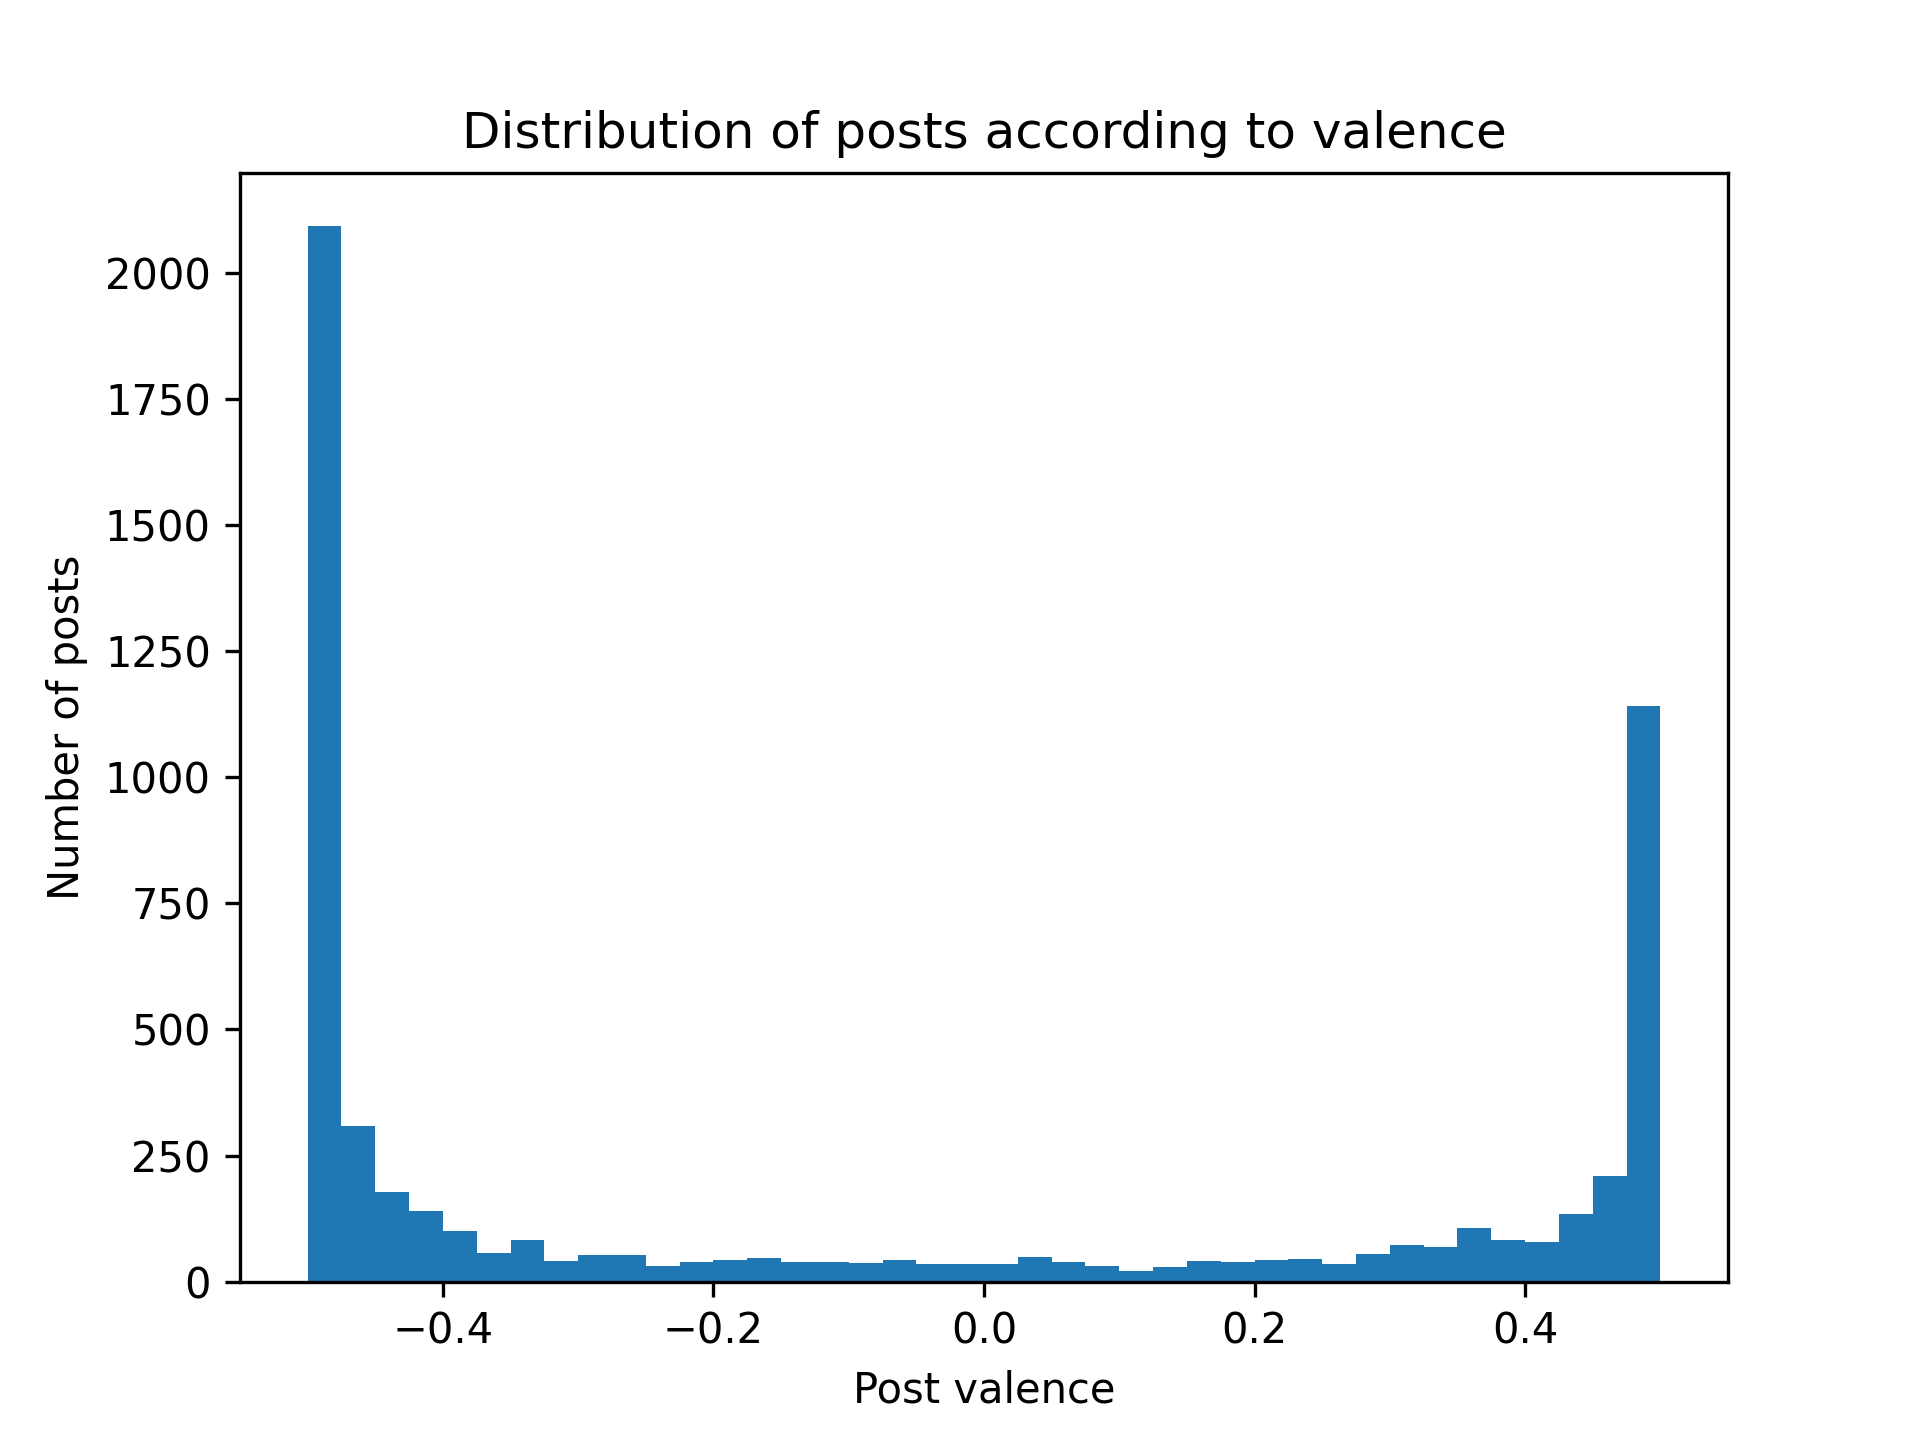 Distribution of posts according to valence
2000
1750
1500
1250
1000
750
500
250
0
Number of posts
−0.4 −0.2 0.0 0.2 0.4
Post valence